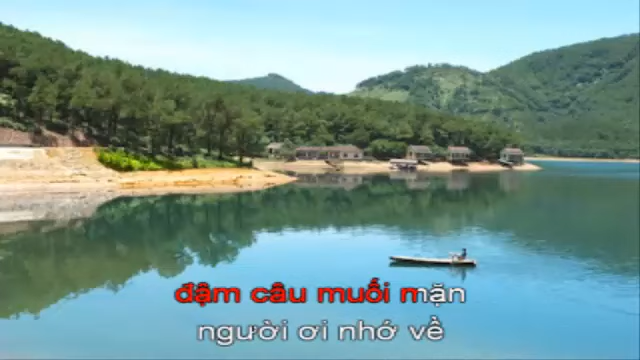 đậm câu muối mặn
người ơi nhớ về